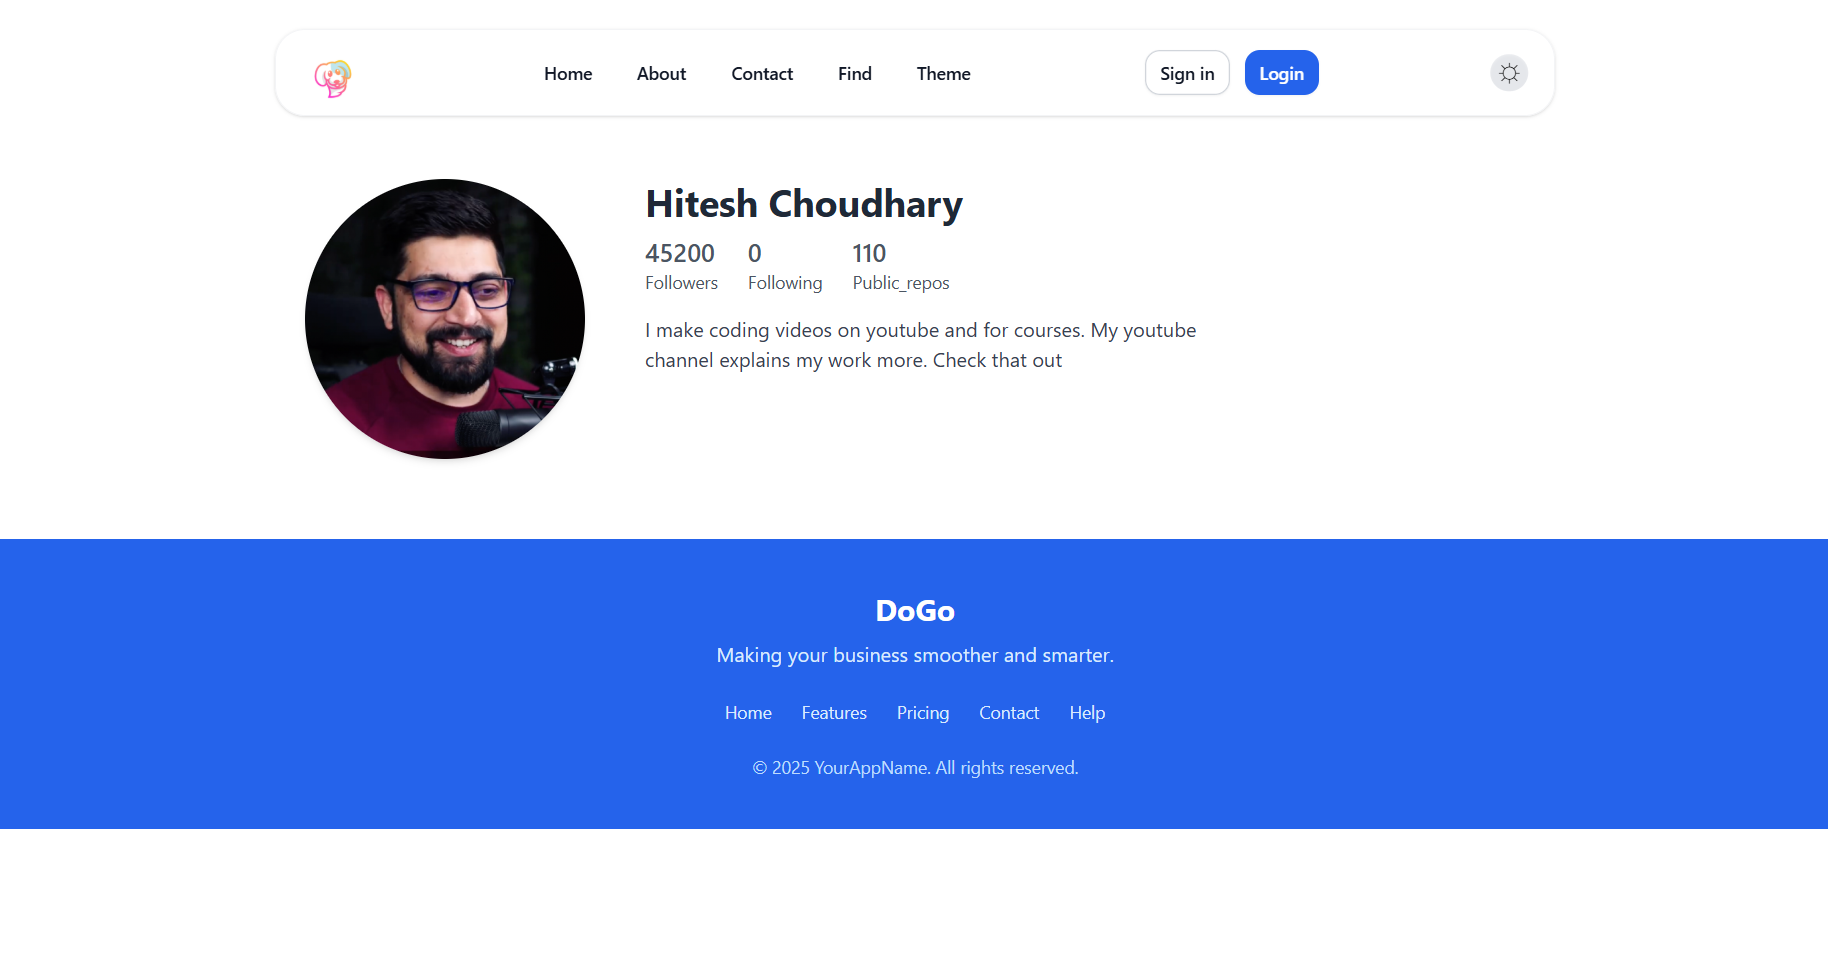 Home About Contact Find Theme Sign in Login
Hitesh Choudhary
45200 0 110
Followers Following Public_repos
I make coding videos on youtube and for courses. My youtube
channel explains my work more. Check that out
DoGo
Making your business smoother and smarter.
Home Features Pricing Contact Help
© 2025 YourAppName. All rights reserved.